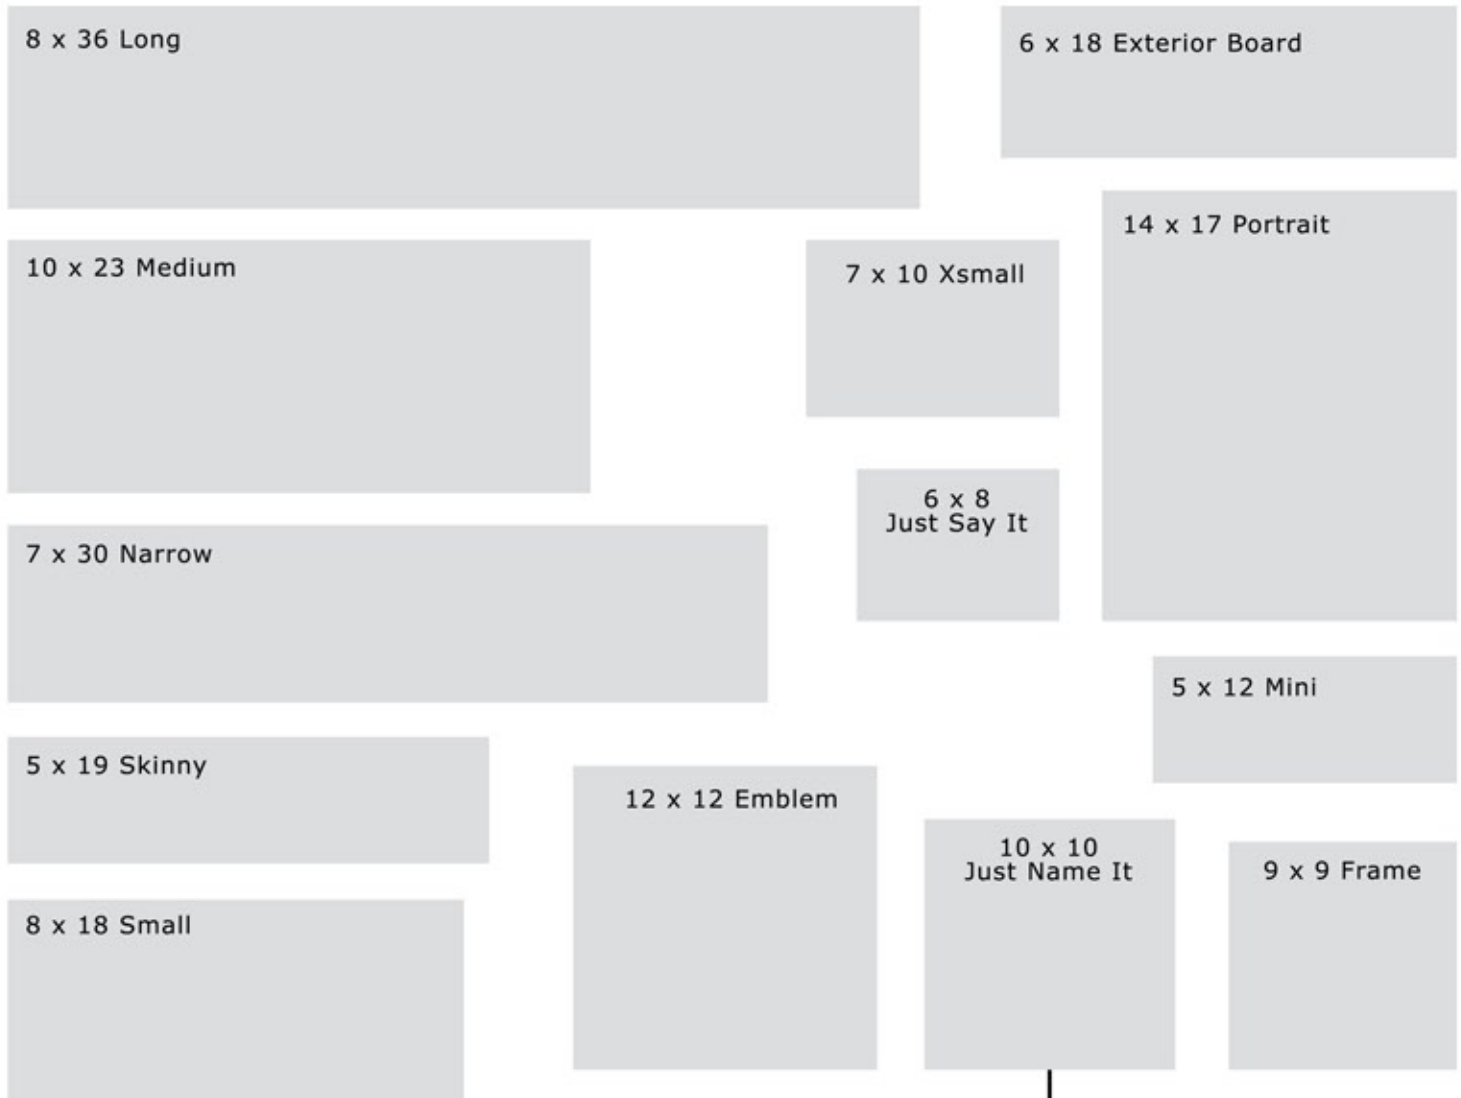 8 x 36 Long
6 x 18 Exterior Board
14 x 17 Portrait
10 x 23 Medium
7 x 10 Xsmall
6 x 8
Just Say It
7 x 30 Narrow
5 x 12 Mini
5 x 19 Skinny
12 x 12 Emblem
10 x 10
Just Name It
9 x 9 Frame
8 x 18 Small